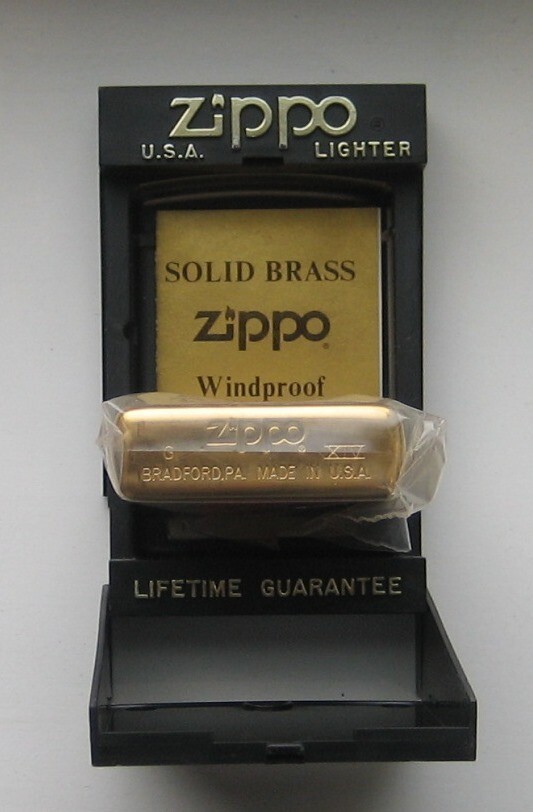 Zippo
U.S.A. LIGHTER
SOLID BRASS
Zippo
Windproof
Zippo
G XIV
BRADFORD,PA. MADE IN U.S.A.
LIFETIME GUARANTEE